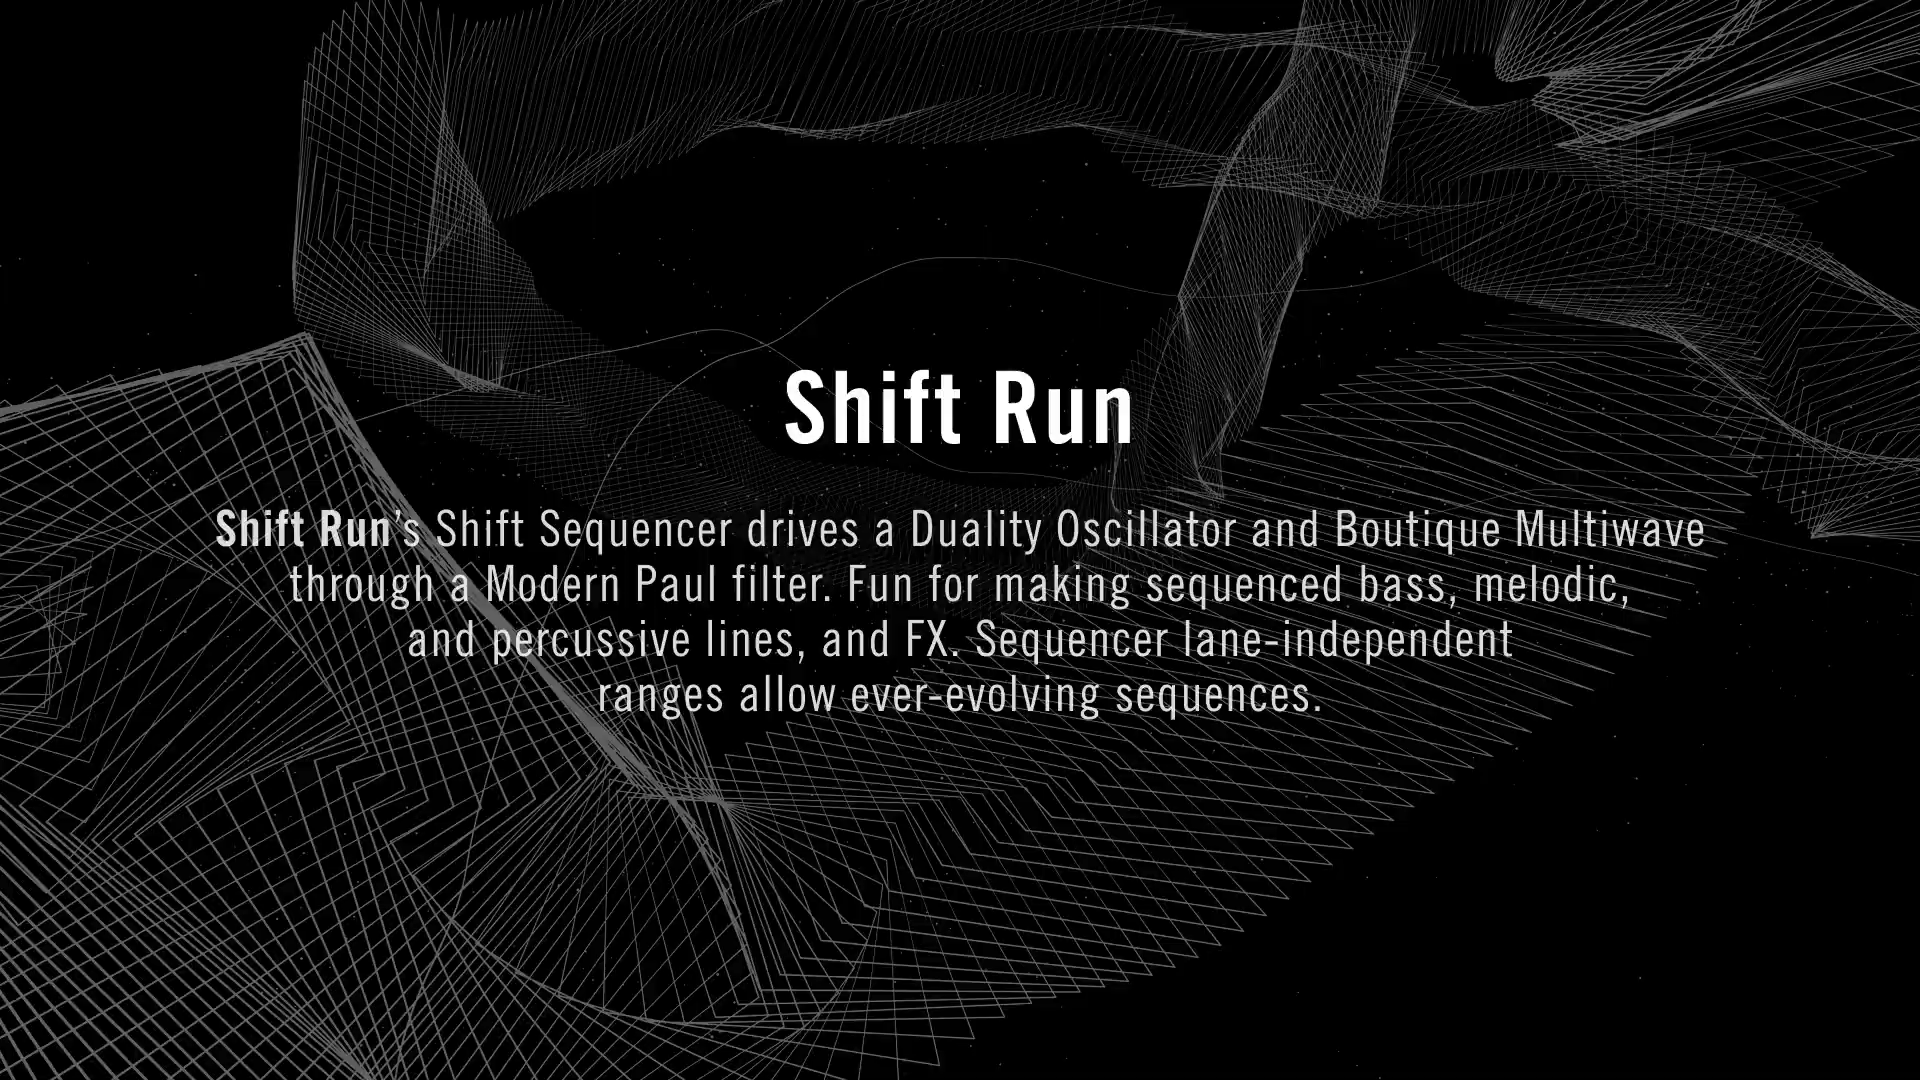 Shift Run
Shift Run’s Shift Sequencer drives a Duality Oscillator and Boutique Multiwave
through a Modern Paul filter. Fun for making sequenced bass, melodic,
and percussive lines, and FX. Sequencer lane-independent
ranges allow ever-evolving sequences.